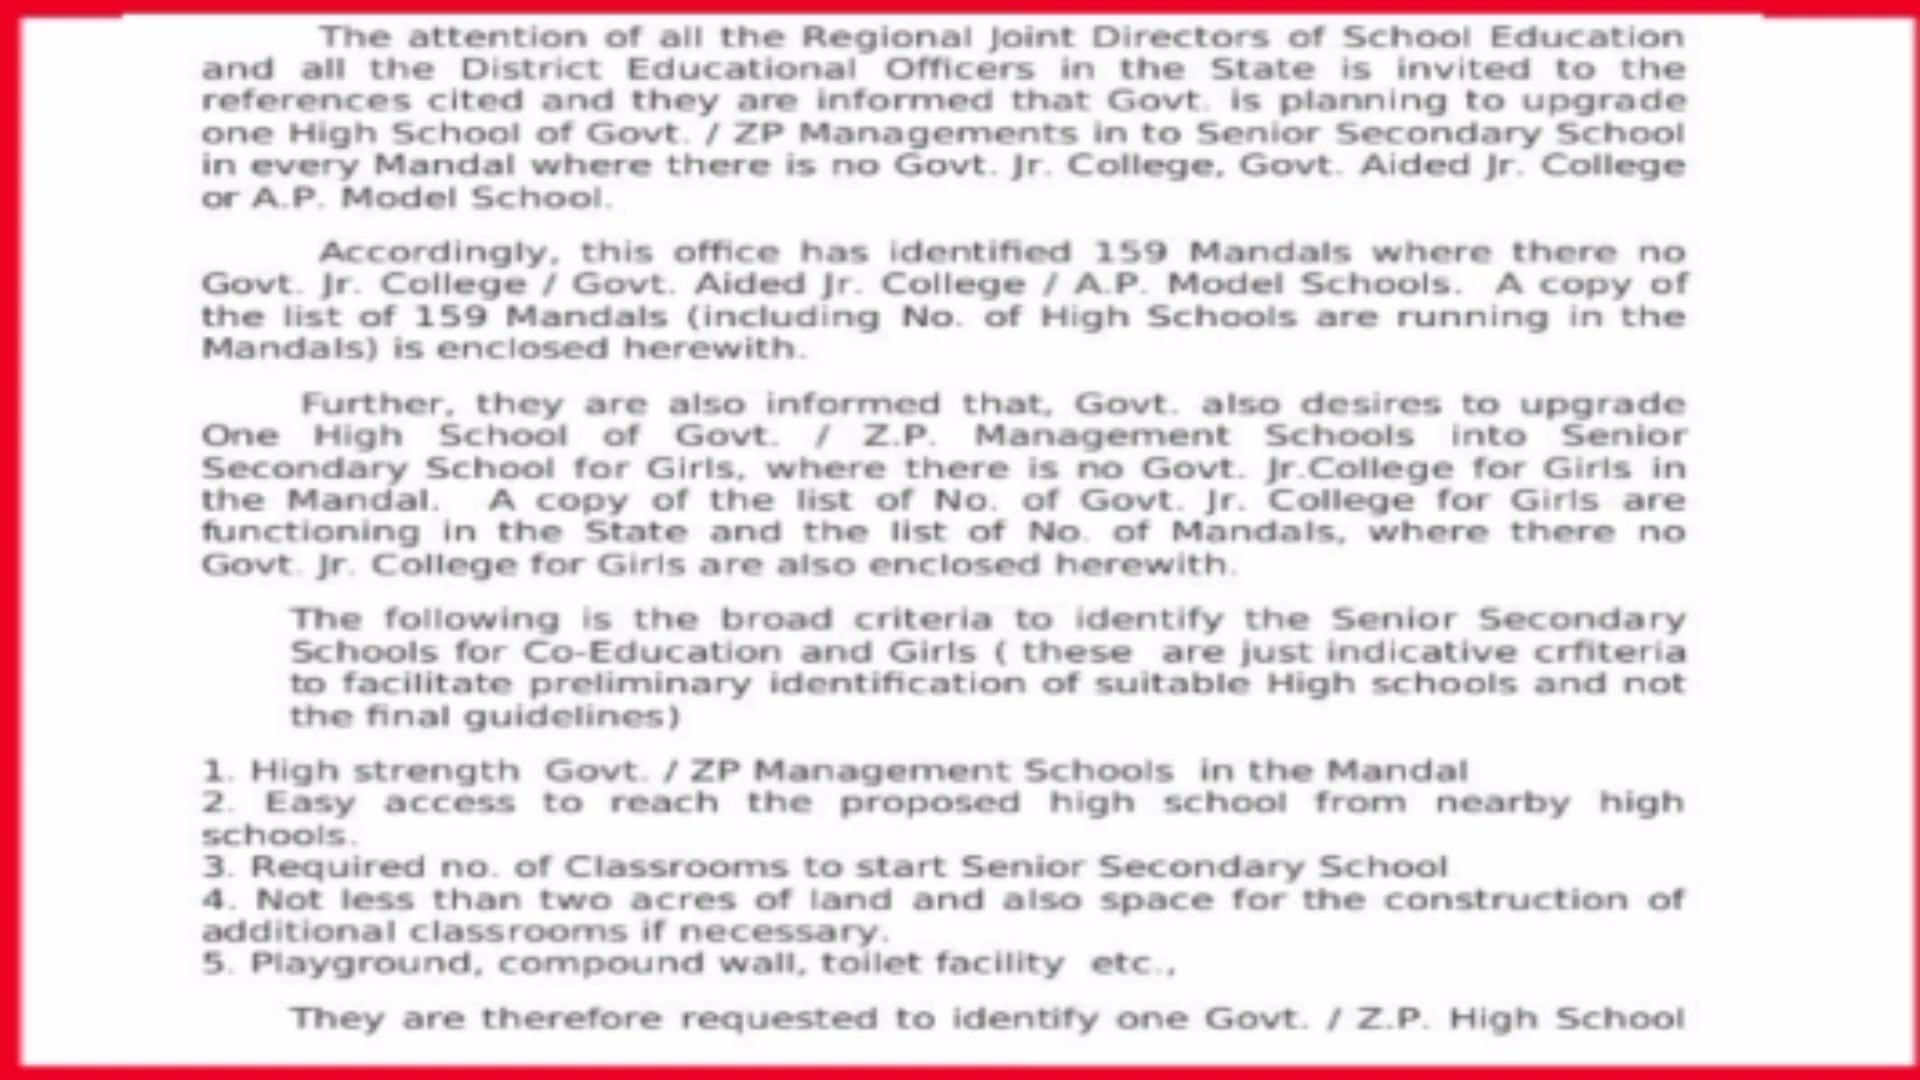 The attention of all the Regional Joint Directors of School Education
and all the District Educational Officers in the State is invited to the
references cited and they are informed that Govt. is planning to upgrade
one High School of Govt. / ZP Managements in to Senior Secondary School
in every Mandal where there is no Govt. Jr. College, Govt. Aided Jr. College
or A.P. Model School.
Accordingly, this office has identified 159 Mandals where there no
Govt. Jr. College / Govt. Aided Jr. College / A.P. Model Schools. A copy of
the list of 159 Mandals (including No. of High Schools are running in the
Mandals) is enclosed herewith.
Further, they are also informed that, Govt. also desires to upgrade
One High School of Govt. / Z.P. Management Schools into Senior
Secondary School for Girls, where there is no Govt. Jr.College for Girls in
the Mandal. A copy of the list of No. of Govt. Jr. College for Girls are
functioning in the State and the list of No. of Mandals, where there no
Govt. Jr. College for Girls are also enclosed herewith.
The following is the broad criteria to identify the Senior Secondary
Schools for Co-Education and Girls ( these are just indicative crfiteria
to facilitate preliminary identification of suitable High schools and not
the final guidelines)
1. High strength Govt. / ZP Management Schools in the Mandal
2. Easy access to reach the proposed high school from nearby high
schools.
3. Required no. of Classrooms to start Senior Secondary School
4. Not less than two acres of land and also space for the construction of
additional classrooms if necessary.
5. Playground, compound wall, toilet facility etc.,
They are therefore requested to identify one Govt. / Z.P. High School